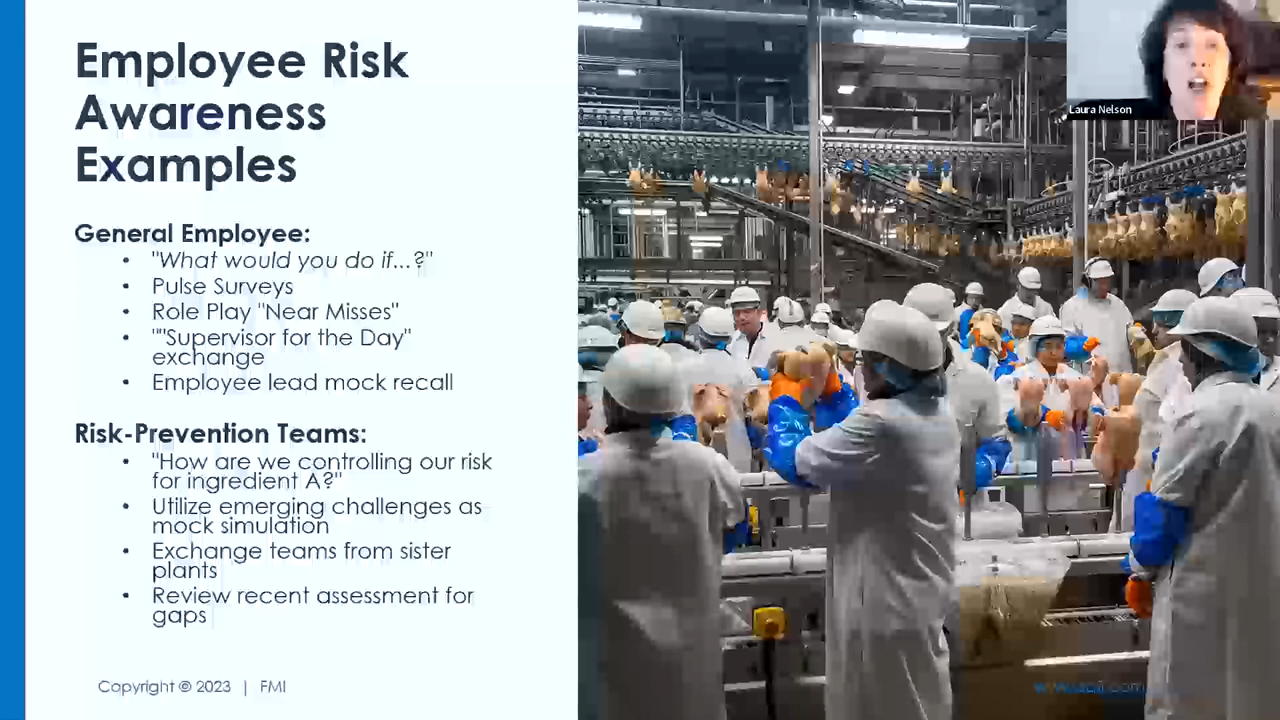 Employee Risk
Awareness
Examples
General Employee:
• "What would you do if...?"
• Pulse Surveys
• Role Play "Near Misses"
• ""Supervisor for the Day"
exchange
• Employee lead mock recall
Risk-Prevention Teams:
• "How are we controlling our risk
for ingredient A?"
• Utilize emerging challenges as
mock simulation
• Exchange teams from sister
plants
• Review recent assessment for
gaps
Copyright © 2023 | FMI
Laura Nelson